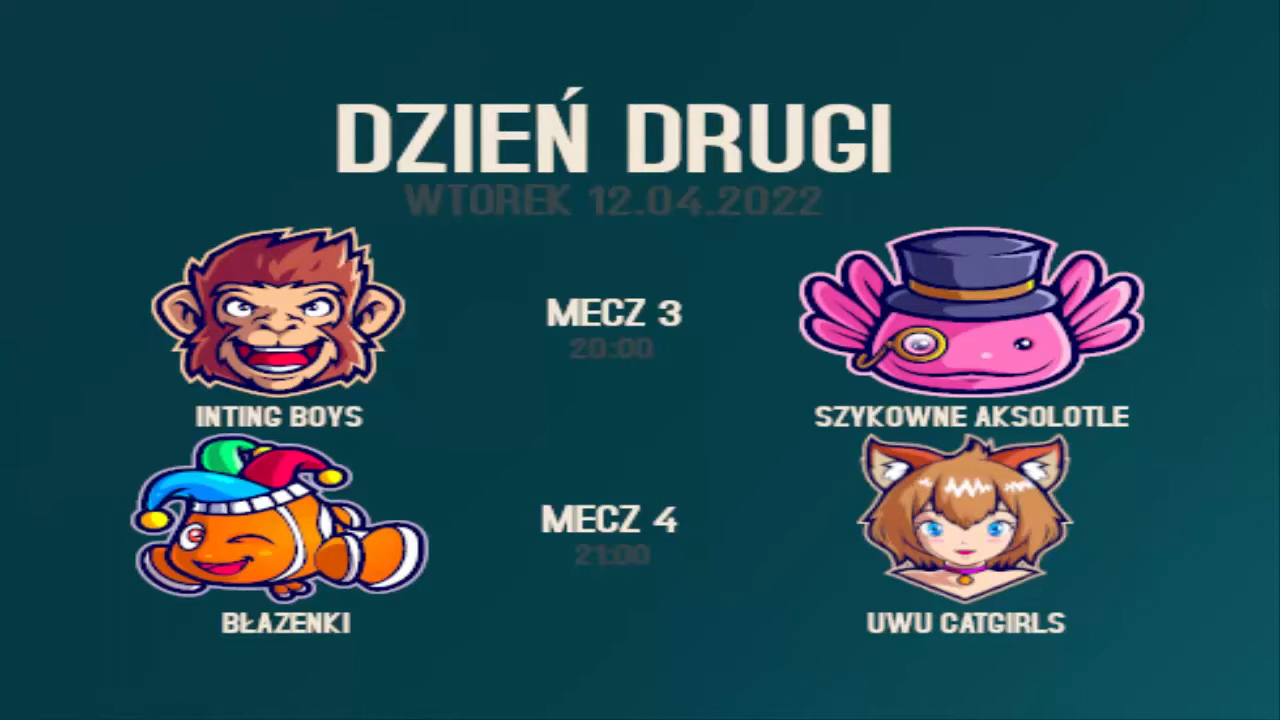 DZIEŃ DRUGI
WTOREK 12.04.2022
MECZ 3
20:00
INTING BOYS
SZYKOWNE AKSOLOTLE
MECZ 4
21:00
BŁAZENKI
UWU CATGIRLS